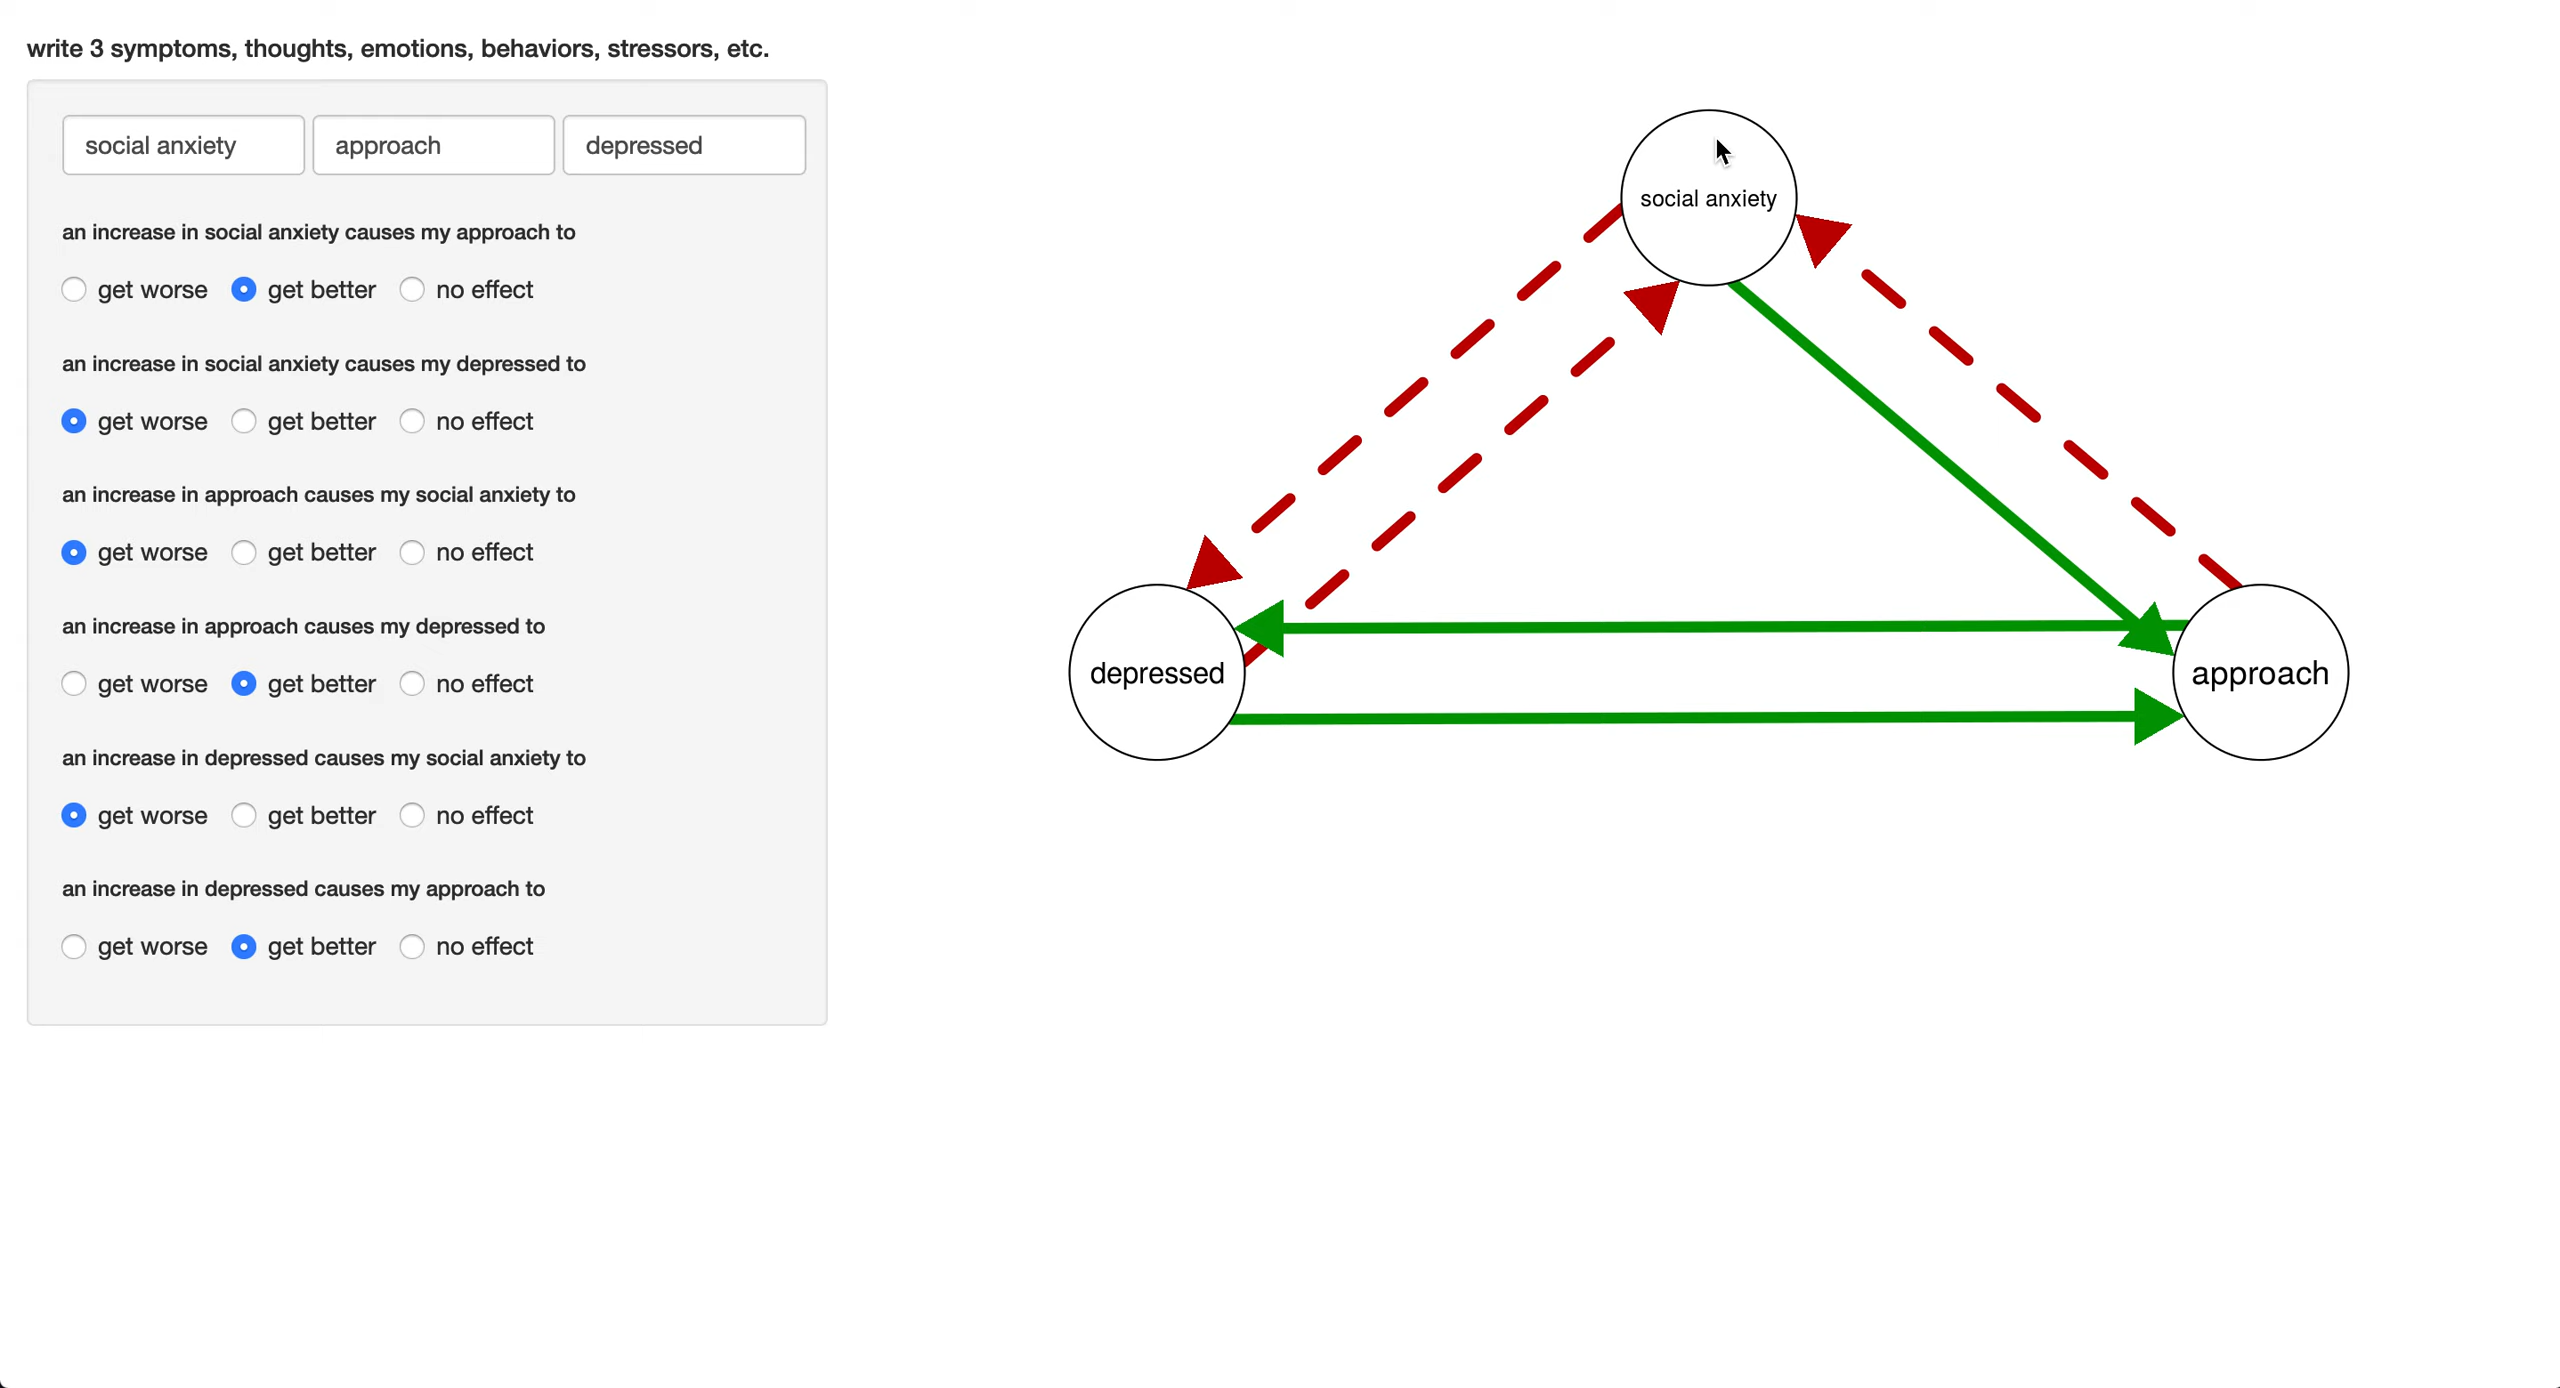 write 3 symptoms, thoughts, emotions, behaviors, stressors, etc.
social anxiety approach depressed
an increase in social anxiety causes my approach to
get worse get better no effect
an increase in social anxiety causes my depressed to
get worse get better no effect
an increase in approach causes my social anxiety to
get worse get better no effect
an increase in approach causes my depressed to
get worse get better no effect
an increase in depressed causes my social anxiety to
get worse get better no effect
an increase in depressed causes my approach to
get worse get better no effect
social anxiety
depressed
approach